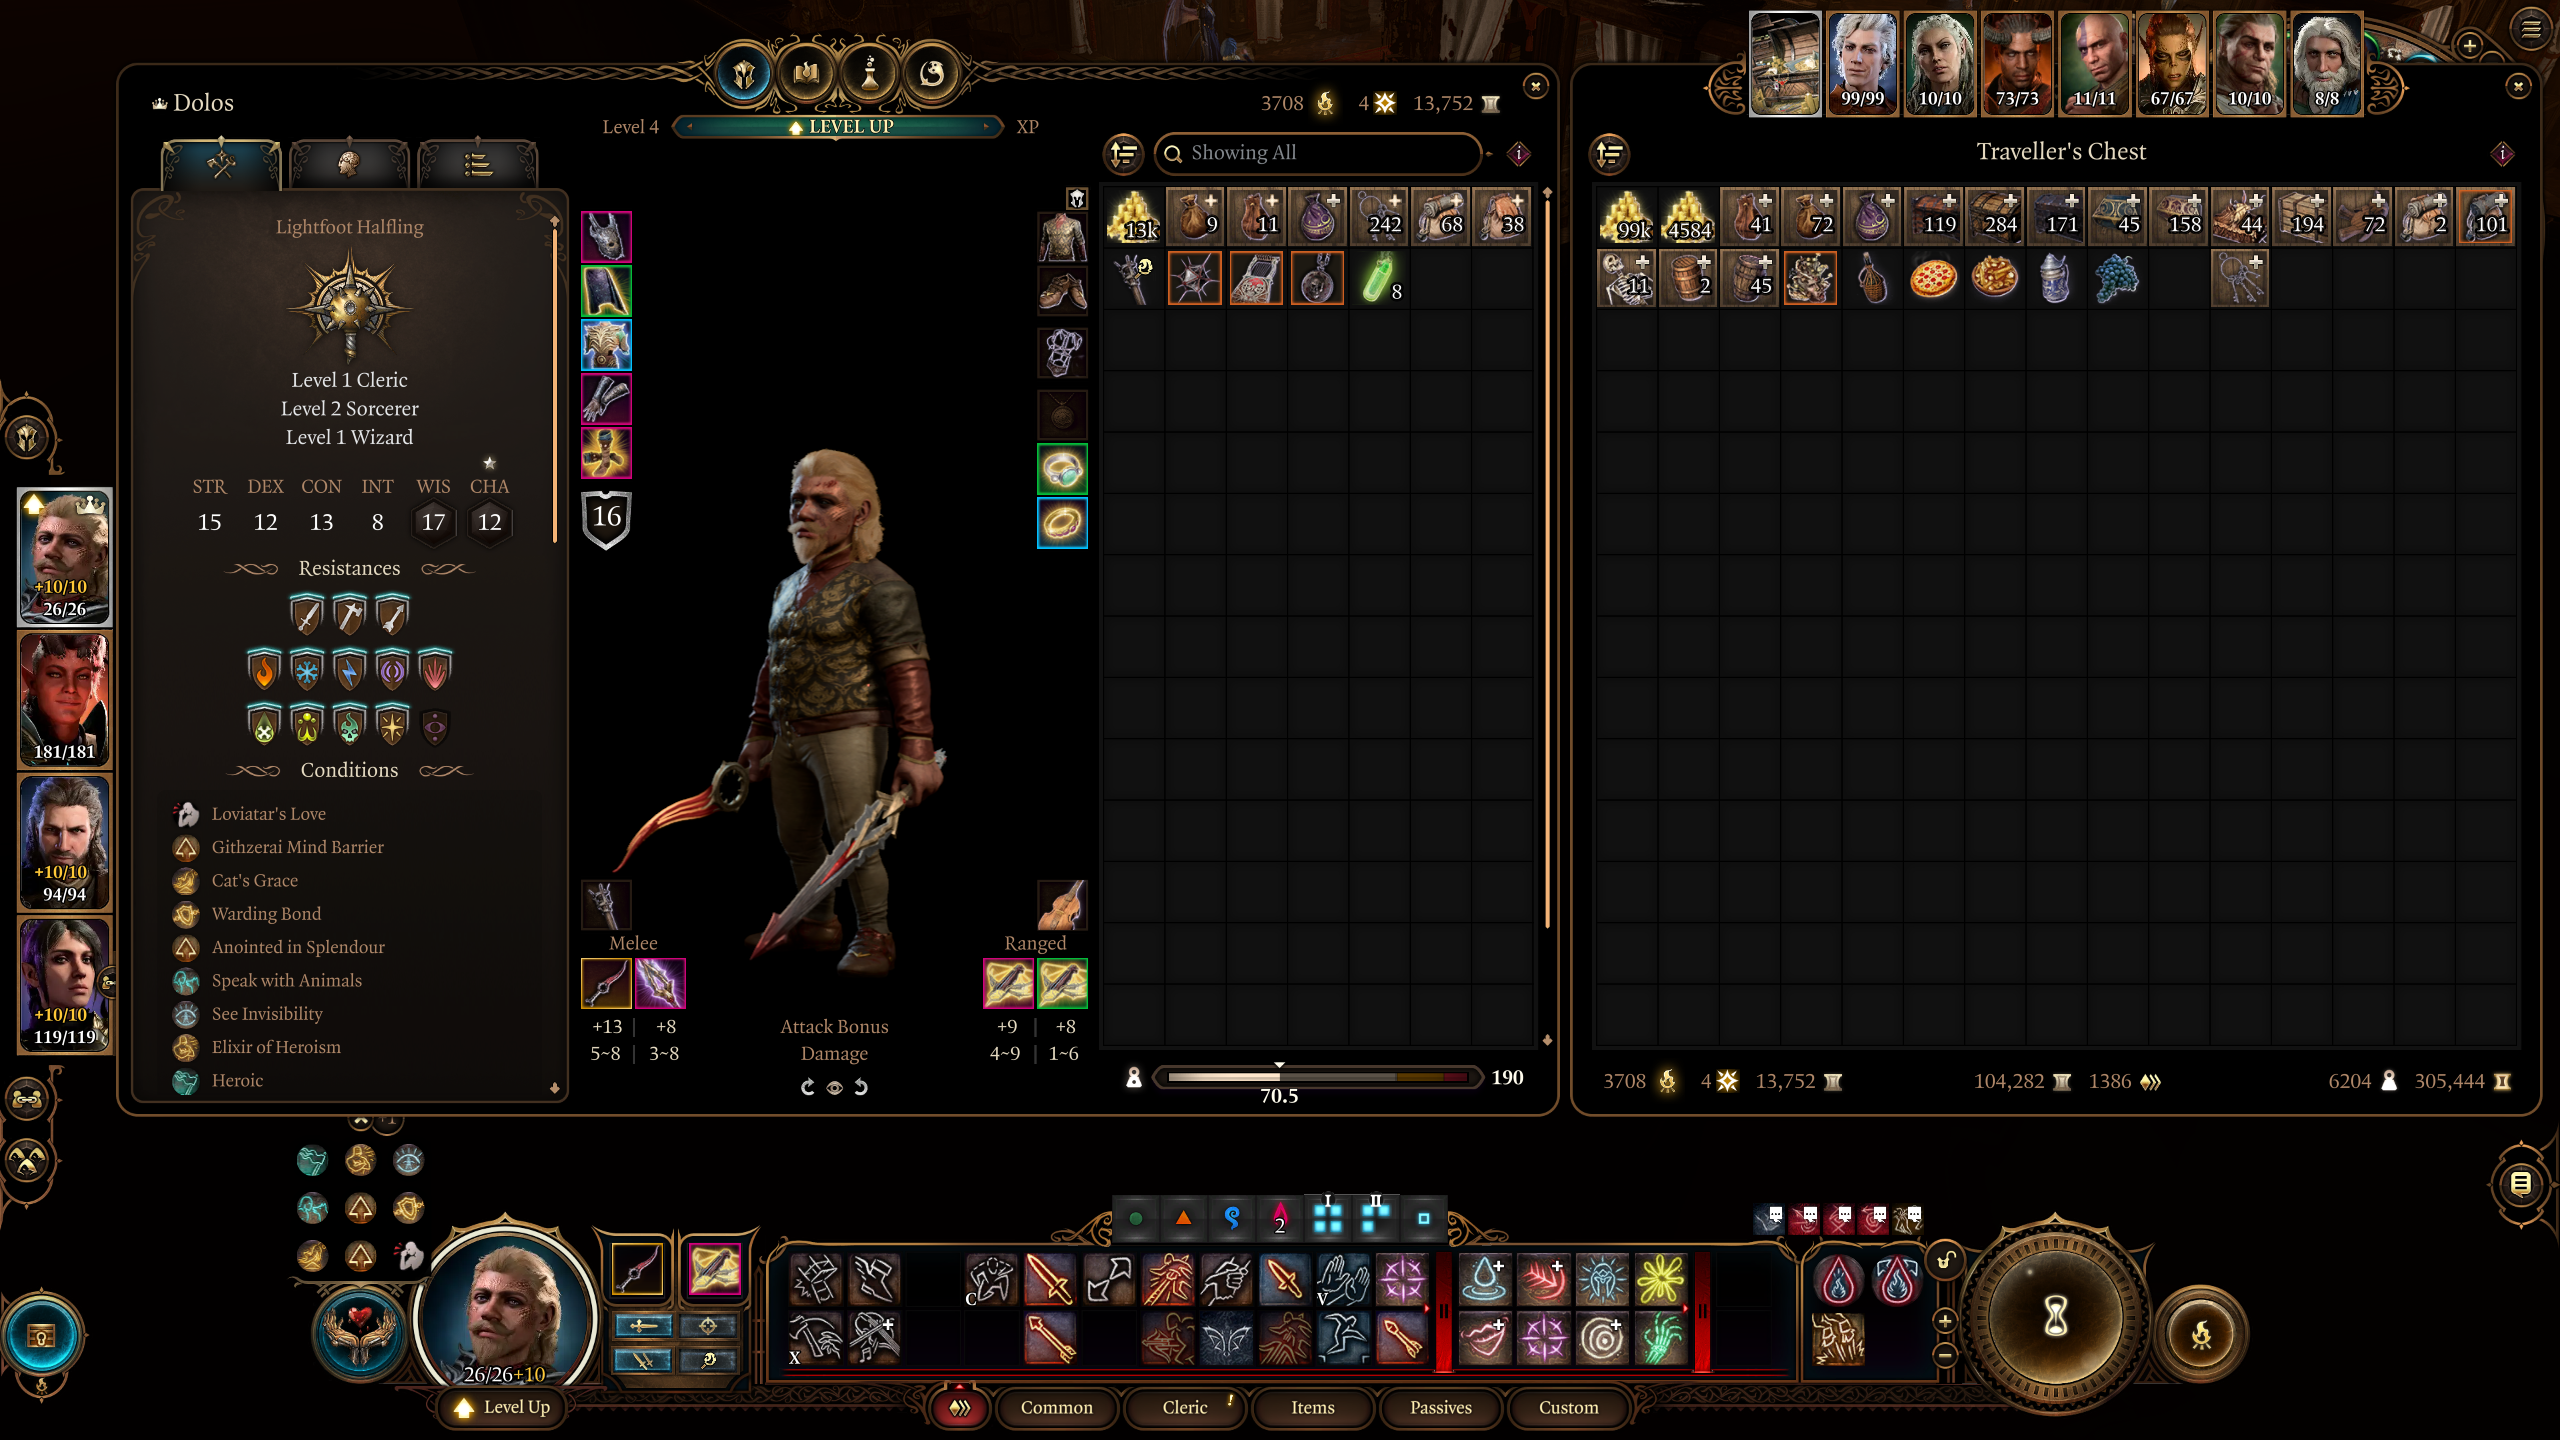 Dolos
Level 4
LEVEL UP
XP
3708
4
13,752
Showing All
99/99
10/10
73/73
11/11
67/67
10/10
8/8
Traveller's Chest
Lightfoot Halfling
Level 1 Cleric
Level 2 Sorcerer
Level 1 Wizard
STR DEX CON INT WIS CHA
15 12 13 8 17 12
Resistances
Conditions
Loviatar's Love
Githzerai Mind Barrier
Cat's Grace
Warding Bond
Anointed in Splendour
Speak with Animals
See Invisibility
Elixir of Heroism
Heroic
16
+10/10
26/26
181/181
+10/10
94/94
+10/10
119/119
Melee
+13 | +8
5~8 | 3~8
Attack Bonus
Damage
Ranged
+9 | +8
4~9 | 1~6
13k 9 11 242 68 38
8
70.5
190
99k 4584 41 72 119 284 171 45 158 44 194 72 2 101
11 2 45
3708 4 13,752 104,282 1386 6204 305,444
I II
2
C V
X
26/26+10
Level Up
Common
Cleric
!
Items
Passives
Custom